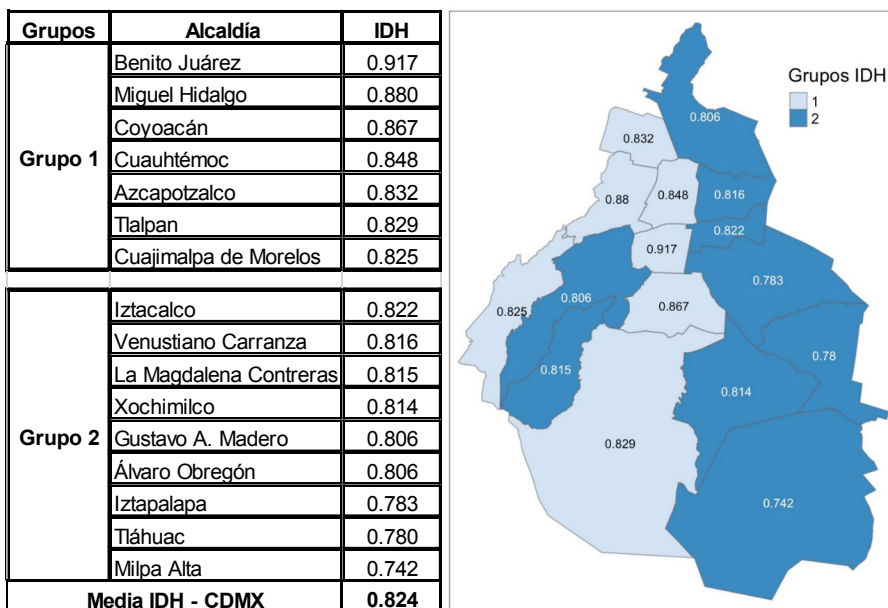 Grupos Alcaldía IDH
Grupo 1
Benito Juárez 0.917
Miguel Hidalgo 0.880
Coyoacán 0.867
Cuauhtémoc 0.848
Azcapotzalco 0.832
Tlalpan 0.829
Cuajimalpa de Morelos 0.825
Grupo 2
Iztacalco 0.822
Venustiano Carranza 0.816
La Magdalena Contreras 0.815
Xochimilco 0.814
Gustavo A. Madero 0.806
Álvaro Obregón 0.806
Iztapalapa 0.783
Tláhuac 0.780
Milpa Alta 0.742
Media IDH - CDMX 0.824
Grupos IDH
1
2
0.806
0.832
0.88
0.848
0.816
0.822
0.917
0.783
0.806
0.825
0.867
0.78
0.815
0.814
0.829
0.742